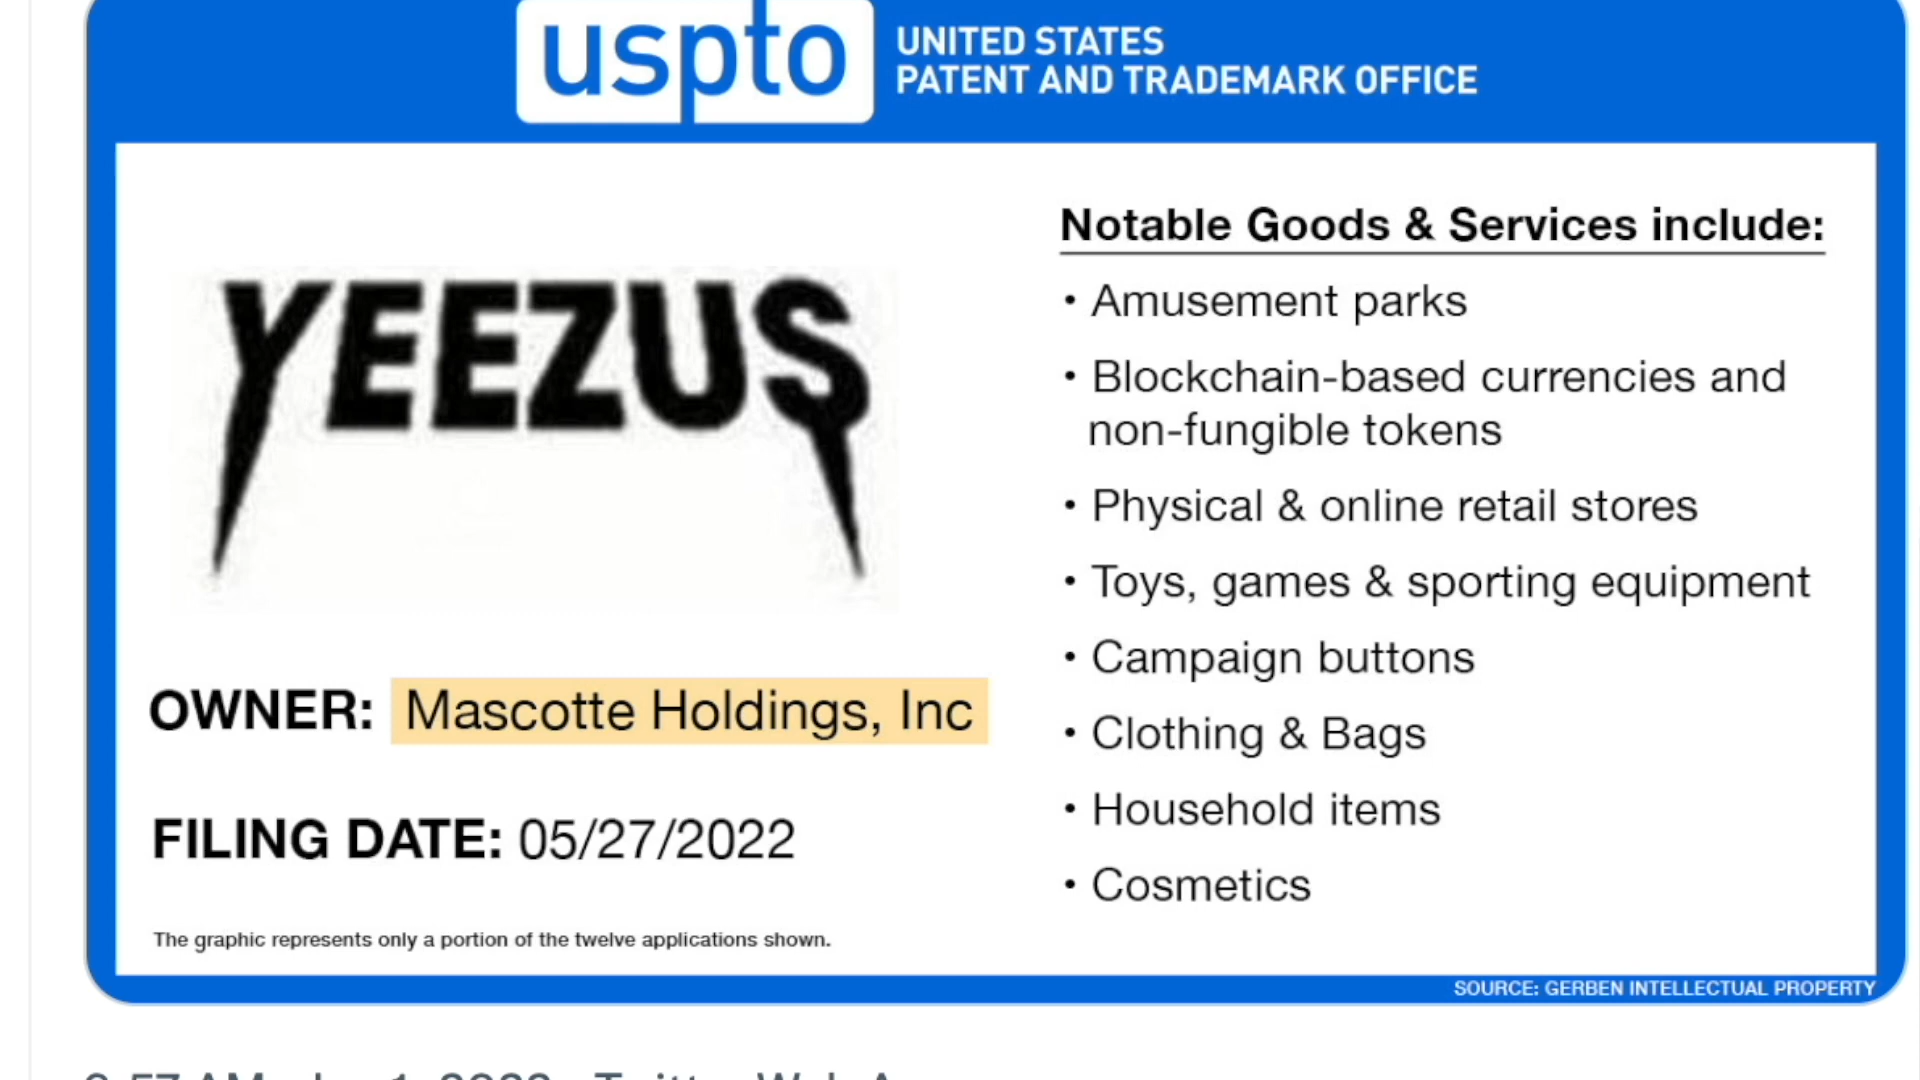 uspto
UNITED STATES
PATENT AND TRADEMARK OFFICE
YEEZUS
OWNER: Mascotte Holdings, Inc
FILING DATE: 05/27/2022
The graphic represents only a portion of the twelve applications shown.
Notable Goods & Services include:
• Amusement parks
• Blockchain-based currencies and
non-fungible tokens
• Physical & online retail stores
• Toys, games & sporting equipment
• Campaign buttons
• Clothing & Bags
• Household items
• Cosmetics
SOURCE: GERBEN INTELLECTUAL PROPERTY